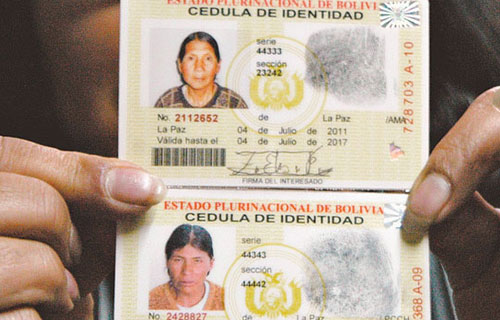 ESTADO PLURINACIONAL DE BOLIVIA
CEDULA DE IDENTIDAD
serie
44333
sección
23242
No. 2112652 de La Paz /AMA
La Paz 04 de Julio de 2011
Válida hasta el 04 de Julio de 2017
FIRMA DEL INTERESADO
728703 A-10
ESTADO PLURINACIONAL DE BOLIVIA
CEDULA DE IDENTIDAD
serie
44343
sección
44442
No. 2428827
368 A-09